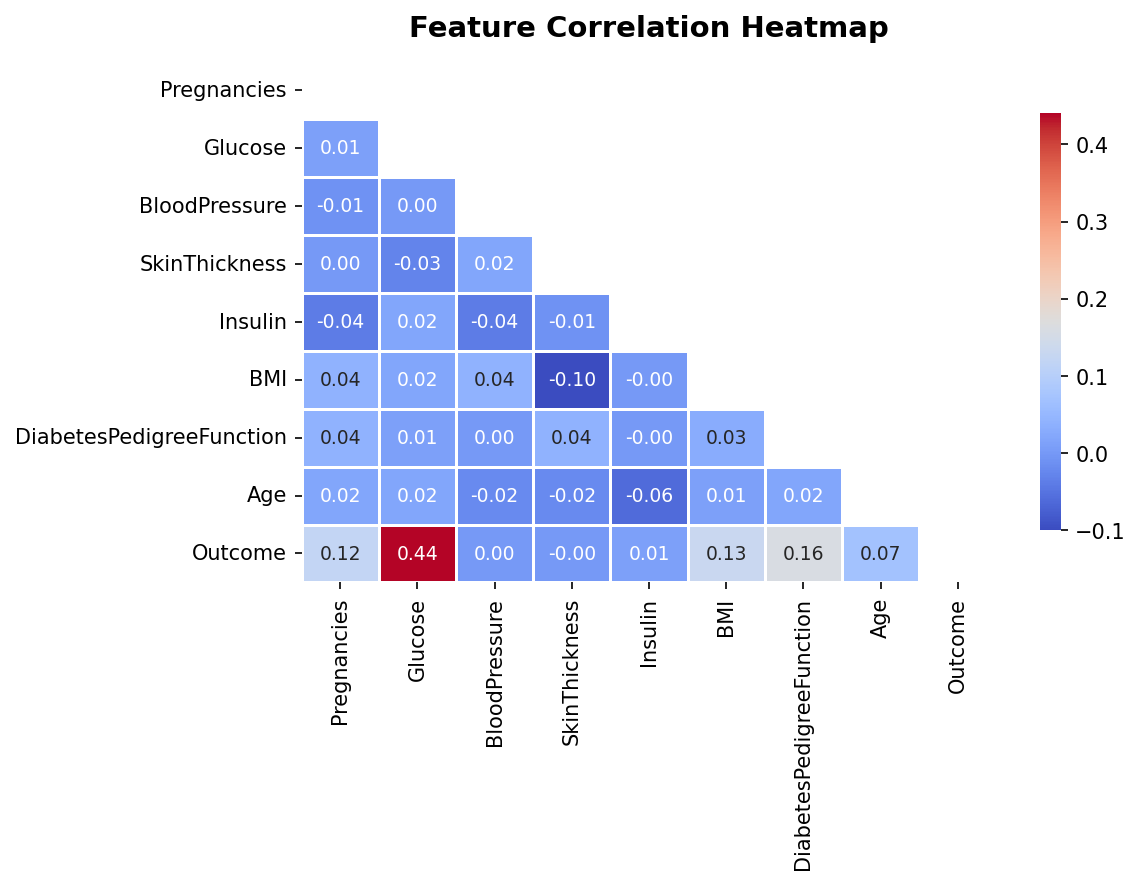 Feature Correlation Heatmap
Pregnancies
Glucose 0.01
BloodPressure -0.01 0.00
SkinThickness 0.00 -0.03 0.02
Insulin -0.04 0.02 -0.04 -0.01
BMI 0.04 0.02 0.04 -0.10 -0.00
DiabetesPedigreeFunction 0.04 0.01 0.00 0.04 -0.00 0.03
Age 0.02 0.02 -0.02 -0.02 -0.06 0.01 0.02
Outcome 0.12 0.44 0.00 -0.00 0.01 0.13 0.16 0.07
Pregnancies
Glucose
BloodPressure
SkinThickness
Insulin
BMI
DiabetesPedigreeFunction
Age
Outcome
0.4
0.3
0.2
0.1
0.0
−0.1